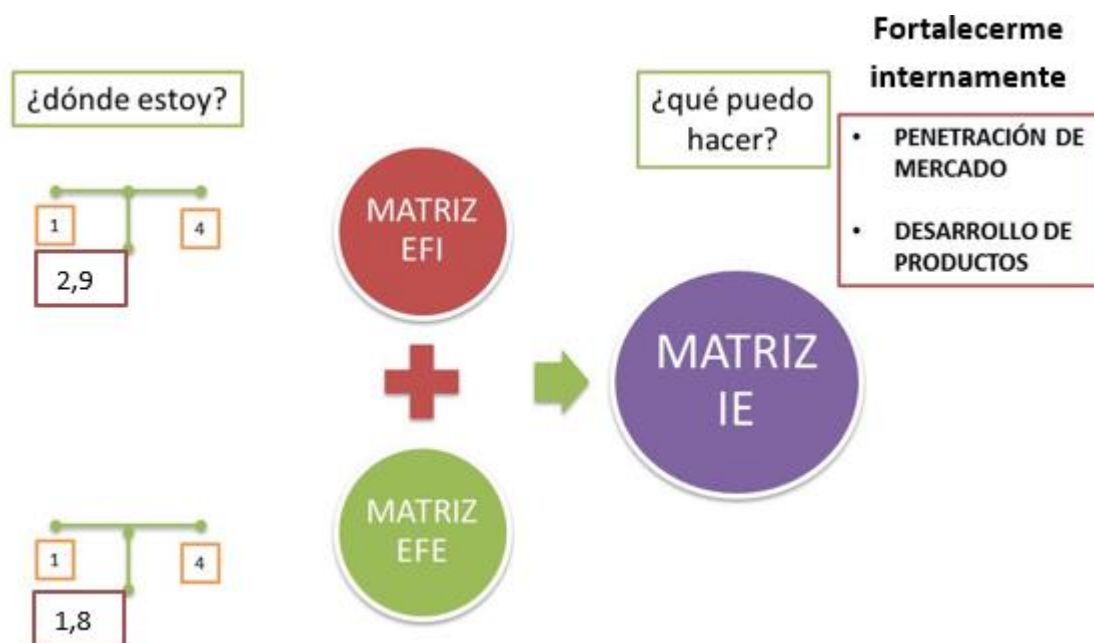 ¿dónde estoy?
1
4
2,9
MATRIZ
EFI
MATRIZ
EFE
1
4
1,8
MATRIZ
IE
¿qué puedo
hacer?
Fortalecerme
internamente
• PENETRACIÓN DE
MERCADO
• DESARROLLO DE
PRODUCTOS